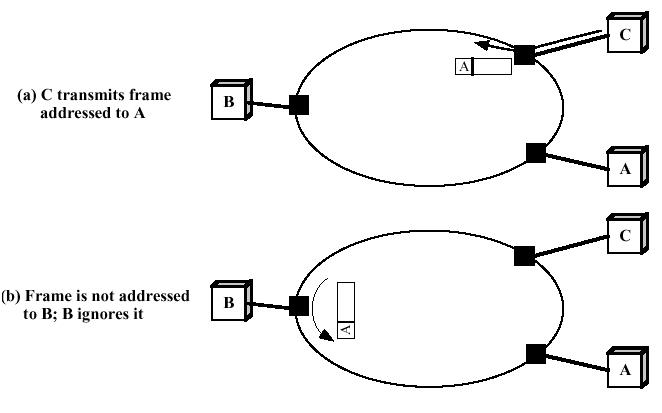 C
A
B
(a) C transmits frame
addressed to A
A
C
(b) Frame is not addressed
to B; B ignores it
B
A
A